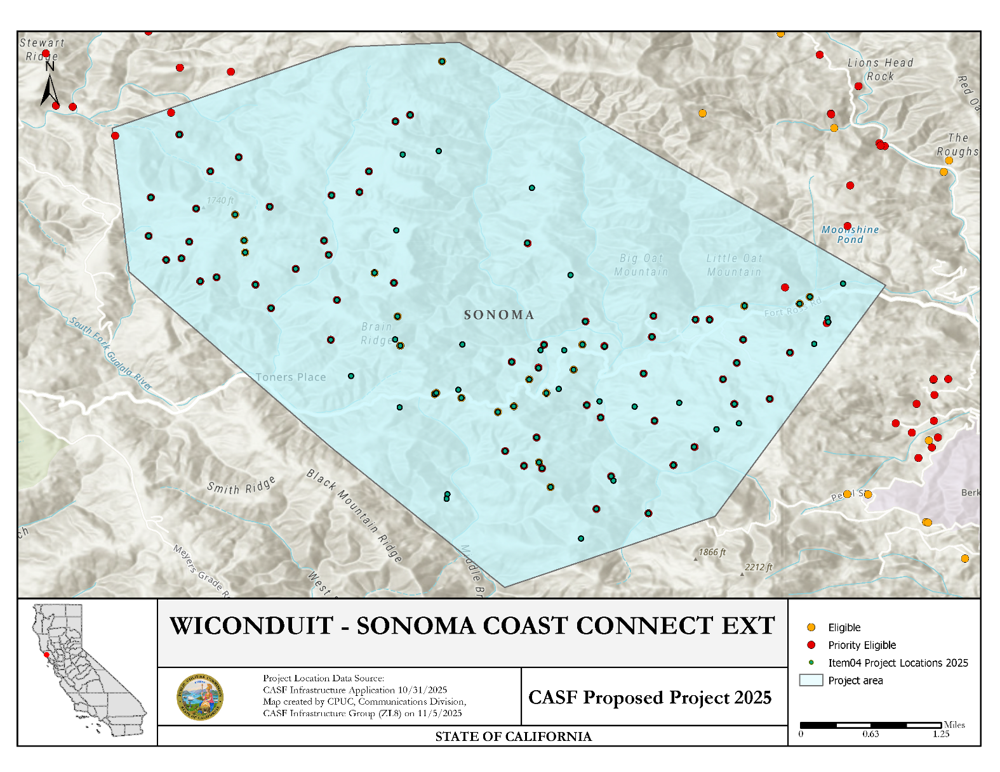 Stewart
Ridge
N
Lions Head
Rock
Red Oa
The
Roughs
1740 ft
Moonshine
Pond
Big Oat
Mountain
Little Oat
Mountain
SONOMA
Fort Ross Rd
Brain
Ridge
South Fork Gualala River
Toners Place
Smith Ridge
Black Mountain Ridge
Berk
Meyers Grade R
West
Middle Br
1866 ft
2212 ft
WICONDUIT - SONOMA COAST CONNECT EXT
Project Location Data Source:
CASF Infrastructure Application 10/31/2025
Map created by CPUC, Communications Division,
CASF Infrastructure Group (ZL8) on 11/5/2025
CASF Proposed Project 2025
STATE OF CALIFORNIA
Eligible
Priority Eligible
Item04 Project Locations 2025
Project area
Miles
0 0.63 1.25